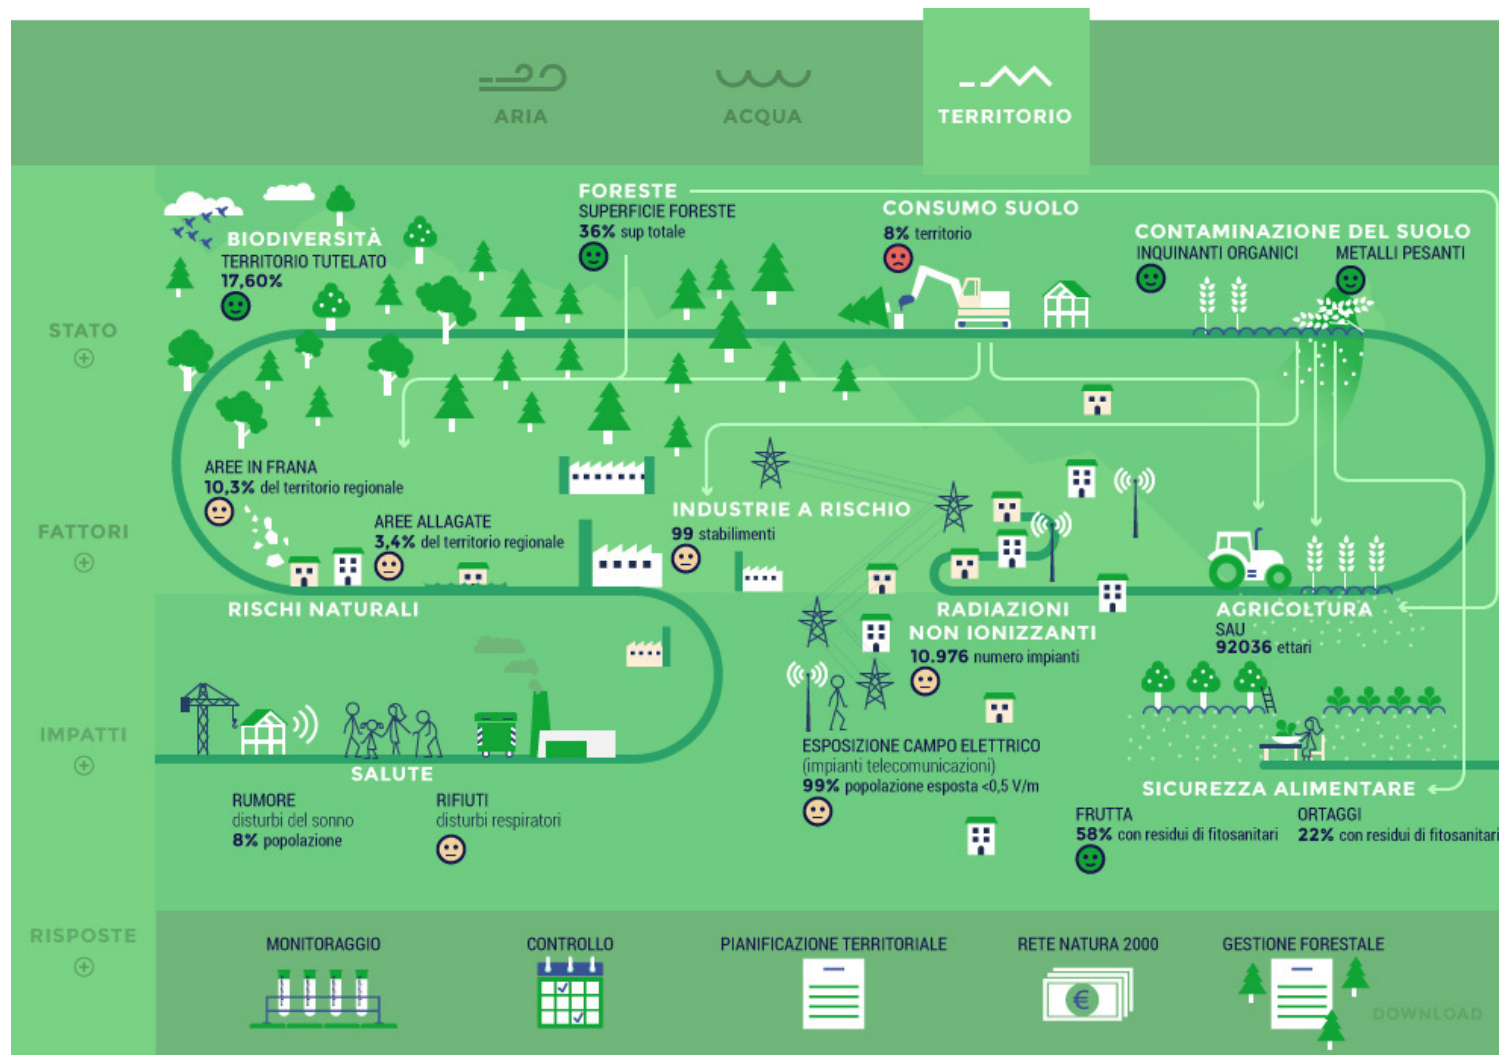 ARIA
ACQUA
TERRITORIO
STATO
FATTORI
IMPATTI
RISPOSTE
BIODIVERSITÀ
TERRITORIO TUTELATO
17,60%
FORESTE
SUPERFICIE FORESTE
36% sup totale
CONSUMO SUOLO
8% territorio
CONTAMINAZIONE DEL SUOLO
INQUINANTI ORGANICI
METALLI PESANTI
AREE IN FRANA
10,3% del territorio regionale
AREE ALLAGATE
3,4% del territorio regionale
RISCHI NATURALI
INDUSTRIE A RISCHIO
99 stabilimenti
RADIAZIONI
NON IONIZZANTI
10.976 numero impianti
AGRICOLTURA
SAU
92036 ettari
SALUTE
RUMORE
disturbi del sonno
8% popolazione
RIFIUTI
disturbi respiratori
ESPOSIZIONE CAMPO ELETTRICO
(impianti telecomunicazioni)
99% popolazione esposta <0,5 V/m
SICUREZZA ALIMENTARE
FRUTTA
58% con residui di fitosanitari
ORTAGGI
22% con residui di fitosanitari
MONITORAGGIO
CONTROLLO
PIANIFICAZIONE TERRITORIALE
RETE NATURA 2000
€
GESTIONE FORESTALE
DOWNLOAD